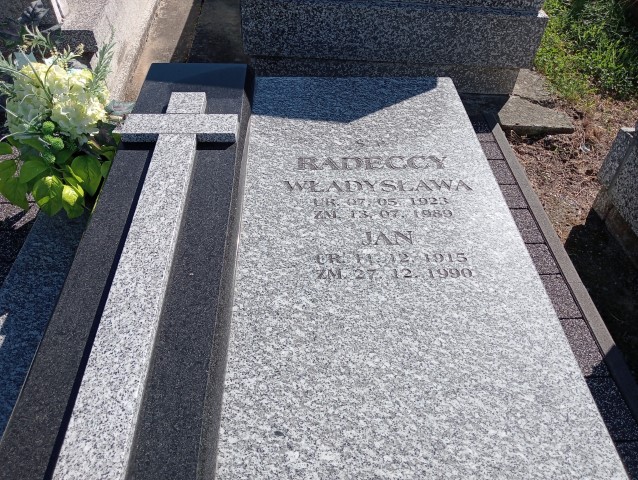 Ś.P.
RADECCY
WŁADYSŁAWA
UR. 07. 05. 1923
ZM. 13. 07. 1989
JAN
UR. 11. 12. 1915
ZM. 27. 12. 1990